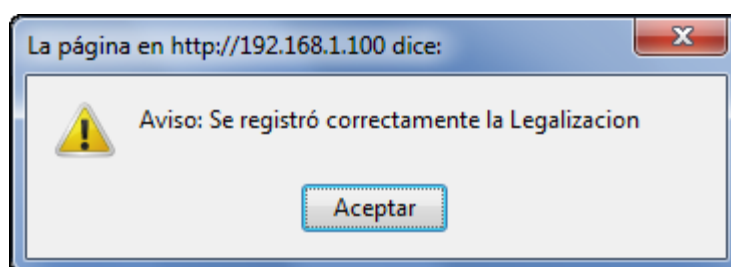 La página en http://192.168.1.100 dice:
Aviso: Se registró correctamente la Legalizacion
Aceptar